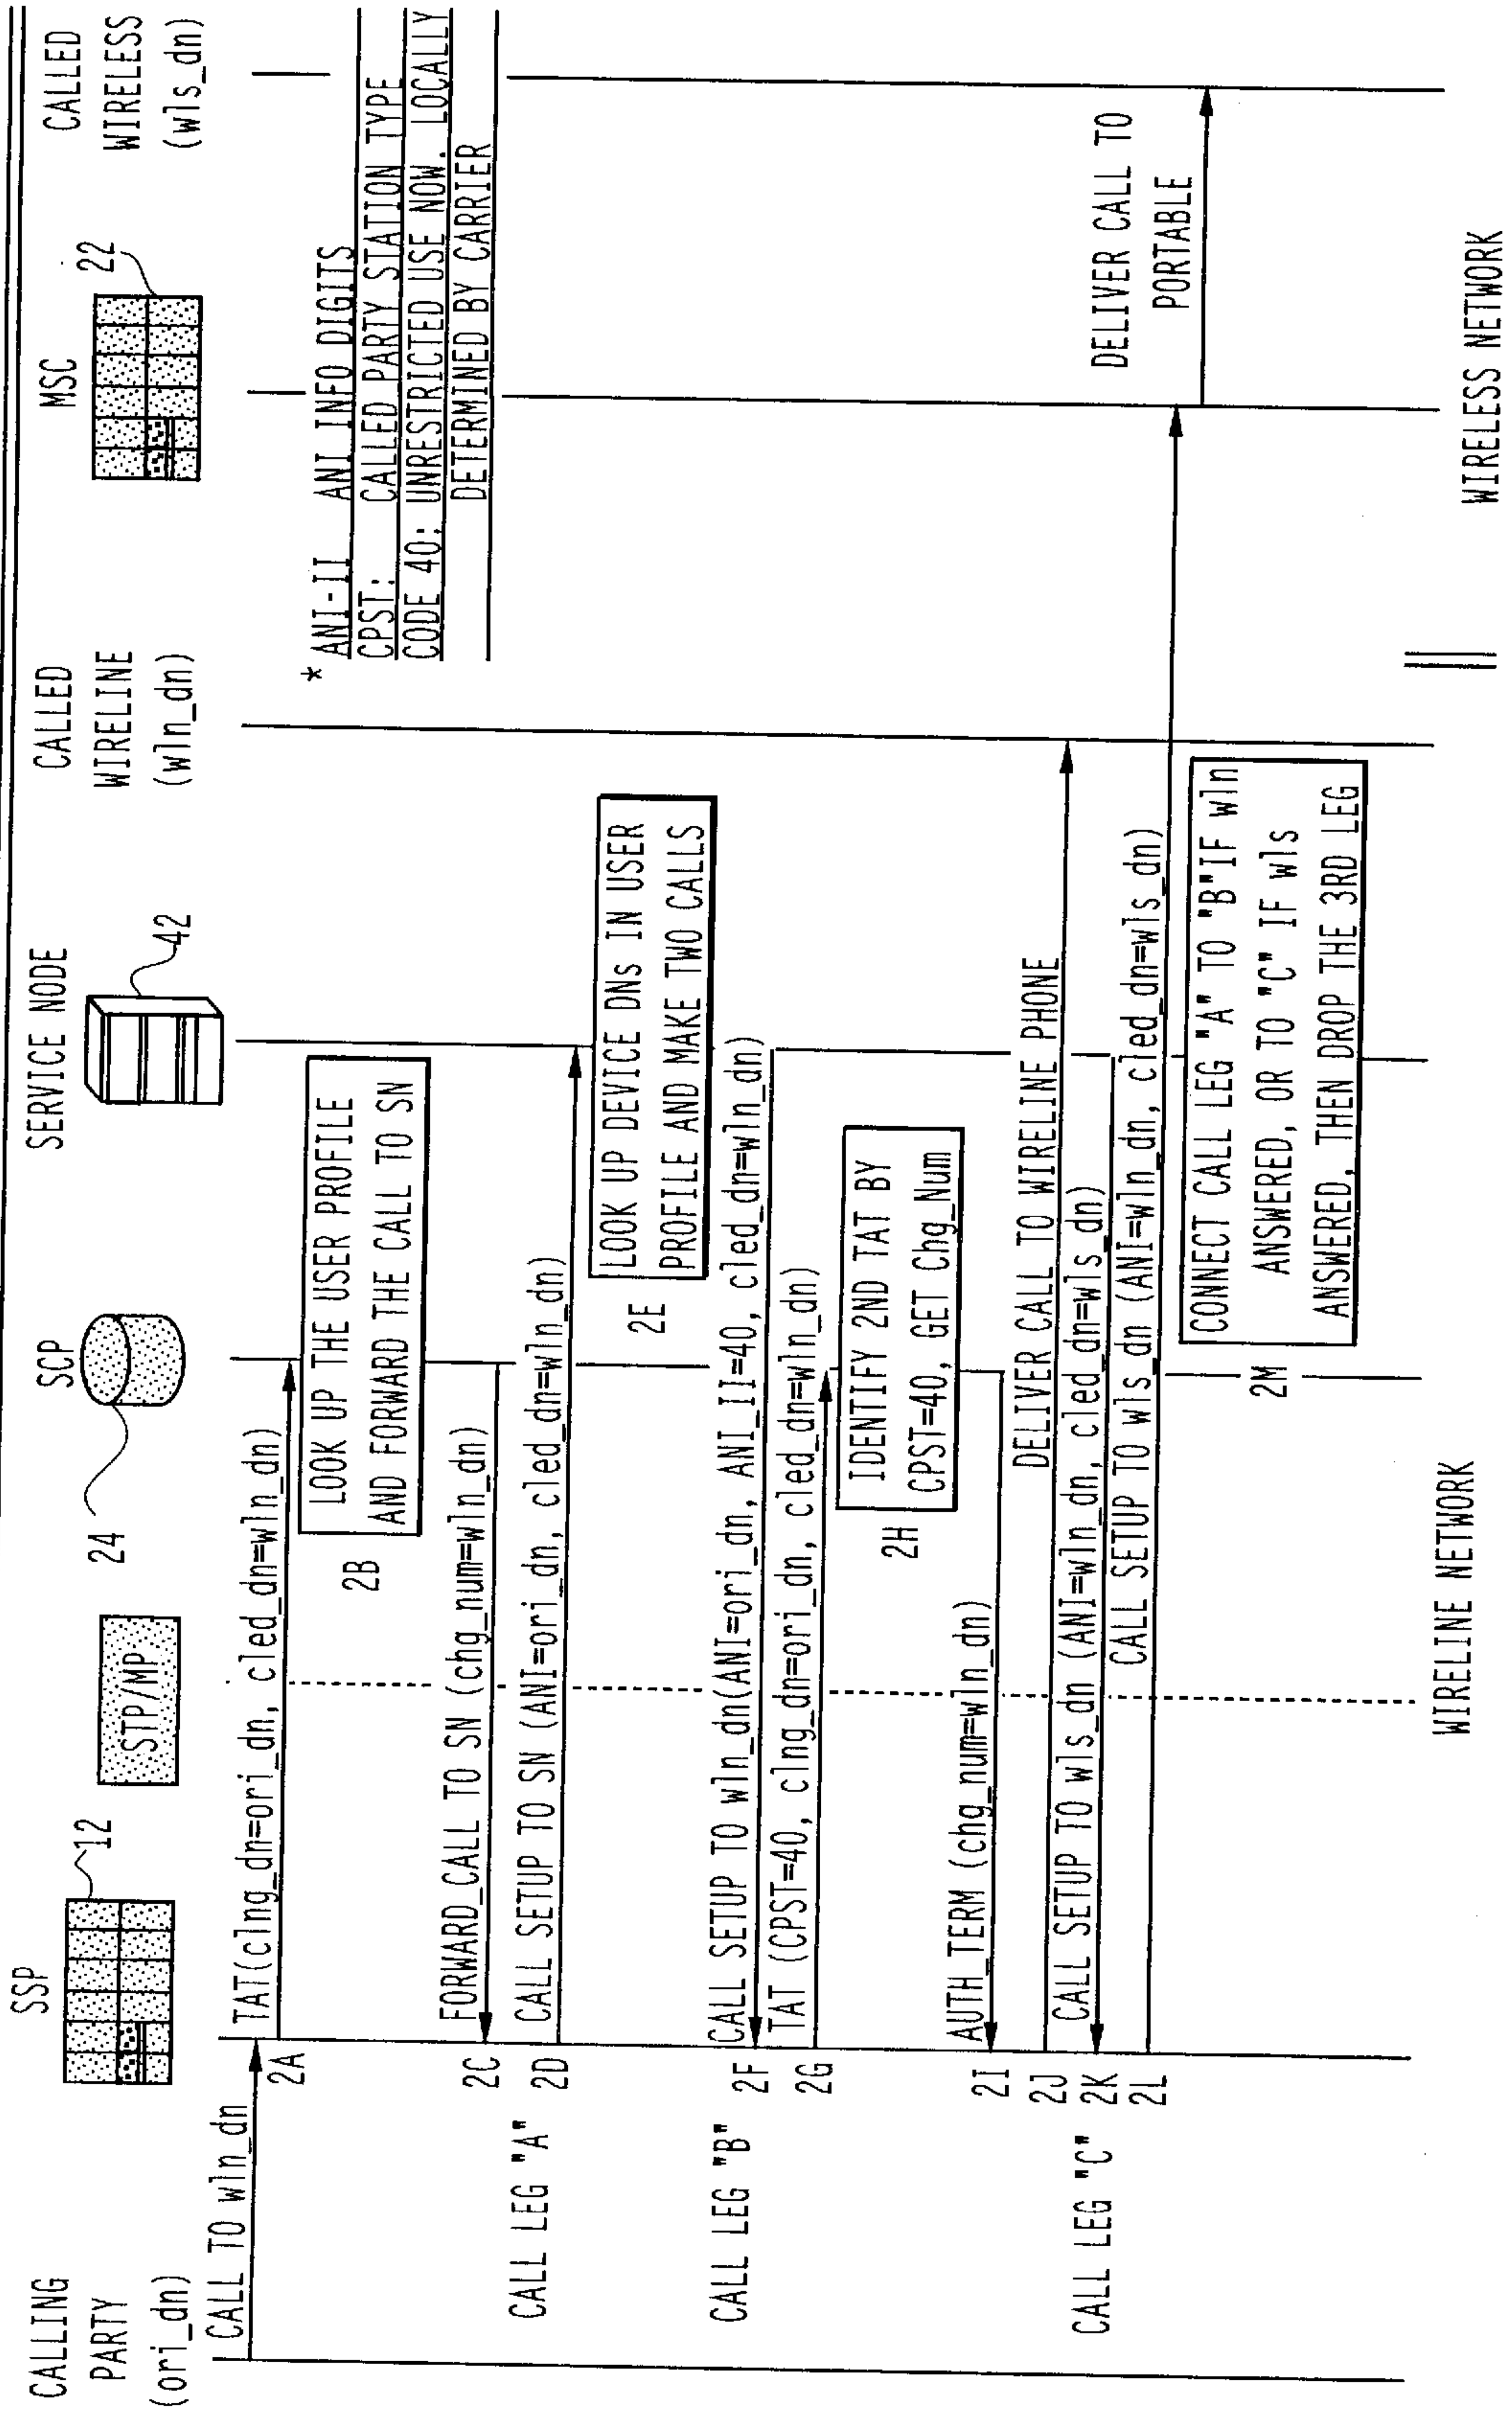 CALLING
PARTY
(ori_dn)
SSP
12
STP/MP
SCP
24
SERVICE NODE
42
CALLED
WIRELINE
(wln_dn)
MSC
22
CALLED
WIRELESS
(wls_dn)
CALL TO wln_dn
2A
TAT(clng_dn=ori_dn, cled_dn=wln_dn)
2B
LOOK UP THE USER PROFILE
AND FORWARD THE CALL TO SN
* ANI-II ANI INFO DIGITS
CPST: CALLED PARTY STATION TYPE
CODE 40: UNRESTRICTED USE NOW. LOCALLY
DETERMINED BY CARRIER
2C
FORWARD_CALL TO SN (chg_num=wln_dn)
CALL LEG "A"
2D
CALL SETUP TO SN (ANI=ori_dn, cled_dn=wln_dn)
2E
LOOK UP DEVICE DNs IN USER
PROFILE AND MAKE TWO CALLS
CALL LEG "B"
2F
CALL SETUP TO wln_dn(ANI=ori_dn, ANI_II=40, cled_dn=wln_dn)
2G
TAT (CPST=40, clng_dn=ori_dn, cled_dn=wln_dn)
2H
IDENTIFY 2ND TAT BY
CPST=40, GET Chg_Num
2I
AUTH_TERM (chg_num=wln_dn)
2J
DELIVER CALL TO WIRELINE PHONE
CALL LEG "C"
2K
CALL SETUP TO wls_dn (ANI=wln_dn, cled_dn=wls_dn)
2L
CALL SETUP TO wls_dn (ANI=wln_dn, cled_dn=wls_dn)
DELIVER CALL TO
PORTABLE
2M
CONNECT CALL LEG "A" TO "B"IF wln
ANSWERED, OR TO "C" IF wls
ANSWERED, THEN DROP THE 3RD LEG
WIRELINE NETWORK
WIRELESS NETWORK